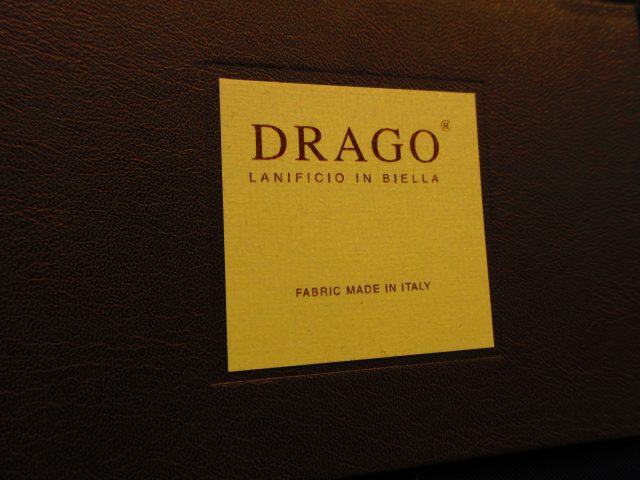 DRAGO®
LANIFICIO IN BIELLA
FABRIC MADE IN ITALY